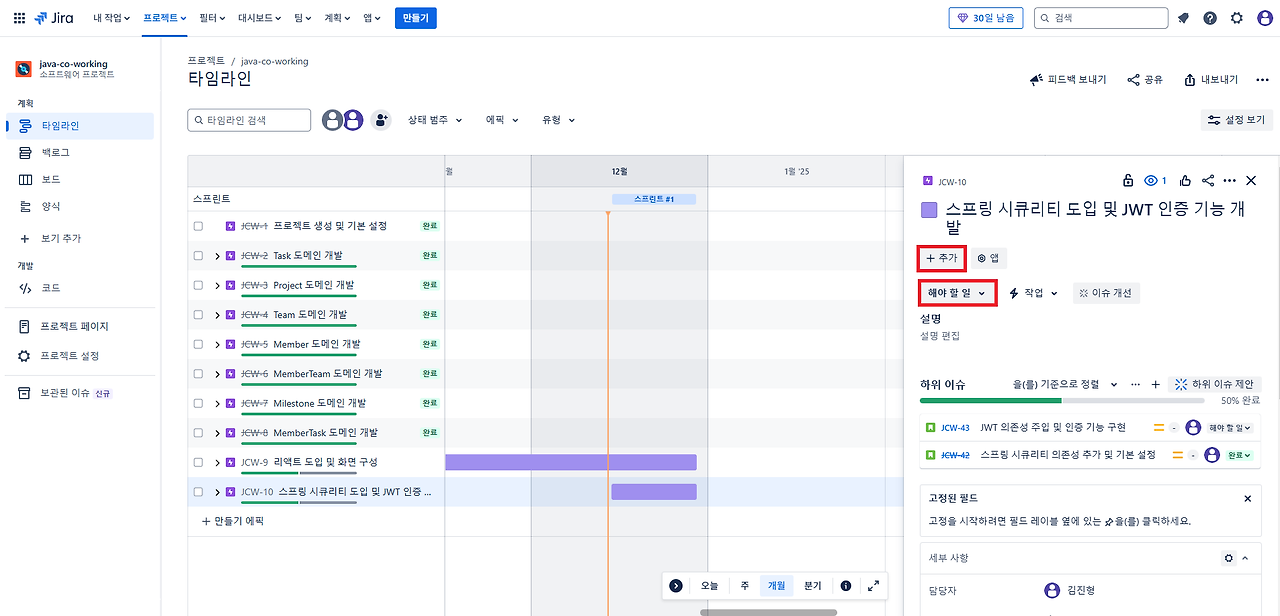 Jira 내 작업 프로젝트 필터 대시보드 팀 계획 앱 만들기 30일 남음 검색
java-co-working
소프트웨어 프로젝트
계획
타임라인
백로그
보드
양식
보기 추가
개발
코드
프로젝트 페이지
프로젝트 설정
보관된 이슈 신규
프로젝트 / java-co-working
타임라인
피드백 보내기 공유 내보내기
타임라인 검색 상태 범주 에픽 유형 설정 보기
월 12월 1월 '25
스프린트 스프린트 #1
JCW-1 프로젝트 생성 및 기본 설정 완료
JCW-2 Task 도메인 개발 완료
JCW-3 Project 도메인 개발 완료
JCW-4 Team 도메인 개발 완료
JCW-5 Member 도메인 개발 완료
JCW-6 MemberTeam 도메인 개발 완료
JCW-7 Milestone 도메인 개발 완료
JCW-8 MemberTask 도메인 개발 완료
JCW-9 리액트 도입 및 화면 구성
JCW-10 스프링 시큐리티 도입 및 JWT 인증 ...
만들기 에픽
오늘 주 개월 분기
JCW-10 1
스프링 시큐리티 도입 및 JWT 인증 기능 개
발
추가 앱
해야 할 일 작업 이슈 개선
설명
설명 편집
하위 이슈 을(를) 기준으로 정렬 하위 이슈 제안
50% 완료
JCW-43 JWT 의존성 주입 및 인증 기능 구현 - 해야 할 일
JCW-42 스프링 시큐리티 의존성 추가 및 기본 설정 - 완료
고정된 필드
고정을 시작하려면 필드 레이블 옆에 있는 을(를) 클릭하세요.
세부 사항
담당자 김진형